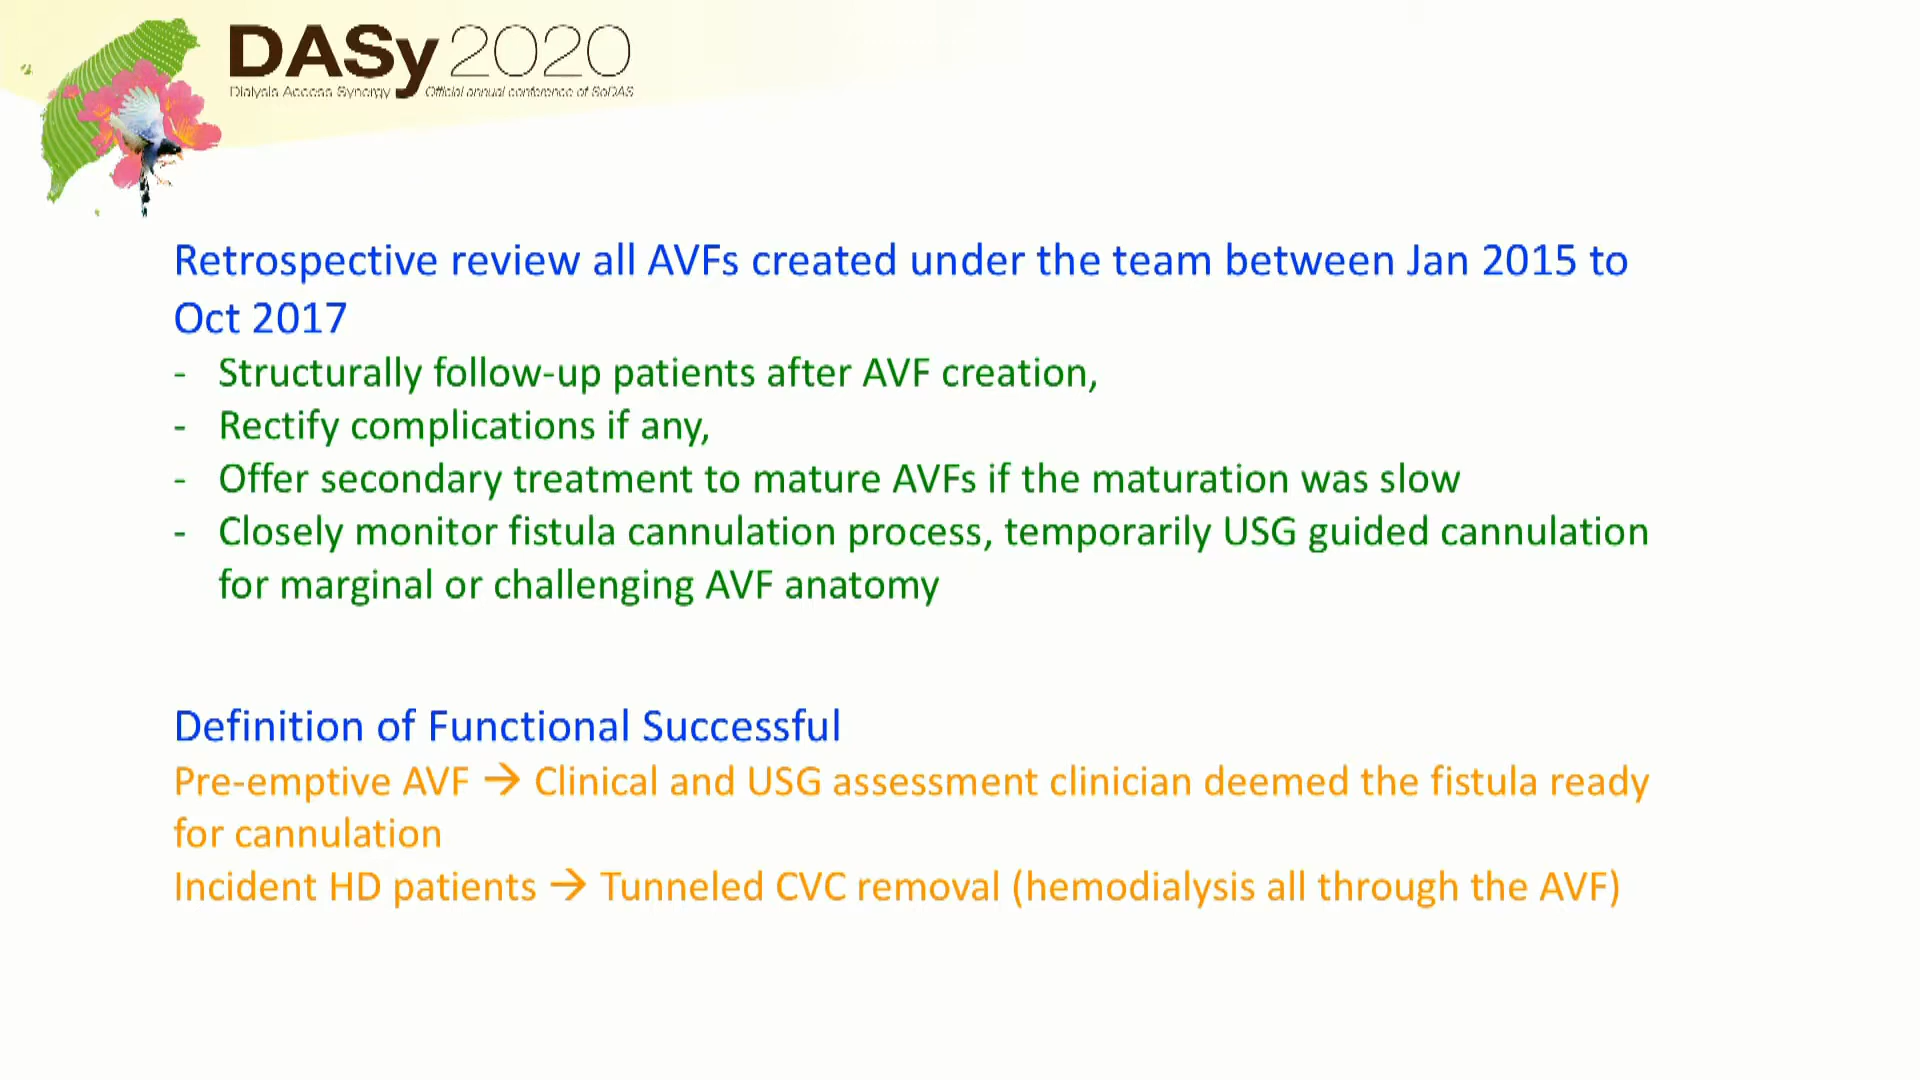 DASy 2020
Dialysis Access Synergy Official annual conference of SoDAS
Retrospective review all AVFs created under the team between Jan 2015 to
Oct 2017
- Structurally follow-up patients after AVF creation,
- Rectify complications if any,
- Offer secondary treatment to mature AVFs if the maturation was slow
- Closely monitor fistula cannulation process, temporarily USG guided cannulation
for marginal or challenging AVF anatomy
Definition of Functional Successful
Pre-emptive AVF → Clinical and USG assessment clinician deemed the fistula ready
for cannulation
Incident HD patients → Tunneled CVC removal (hemodialysis all through the AVF)